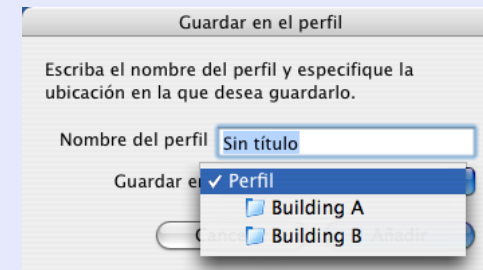 Guardar en el perfil
Escriba el nombre del perfil y especifique la
ubicación en la que desea guardarlo.
Nombre del perfil Sin título
Guardar en ✓ Perfil
Building A
Building B
Añadir